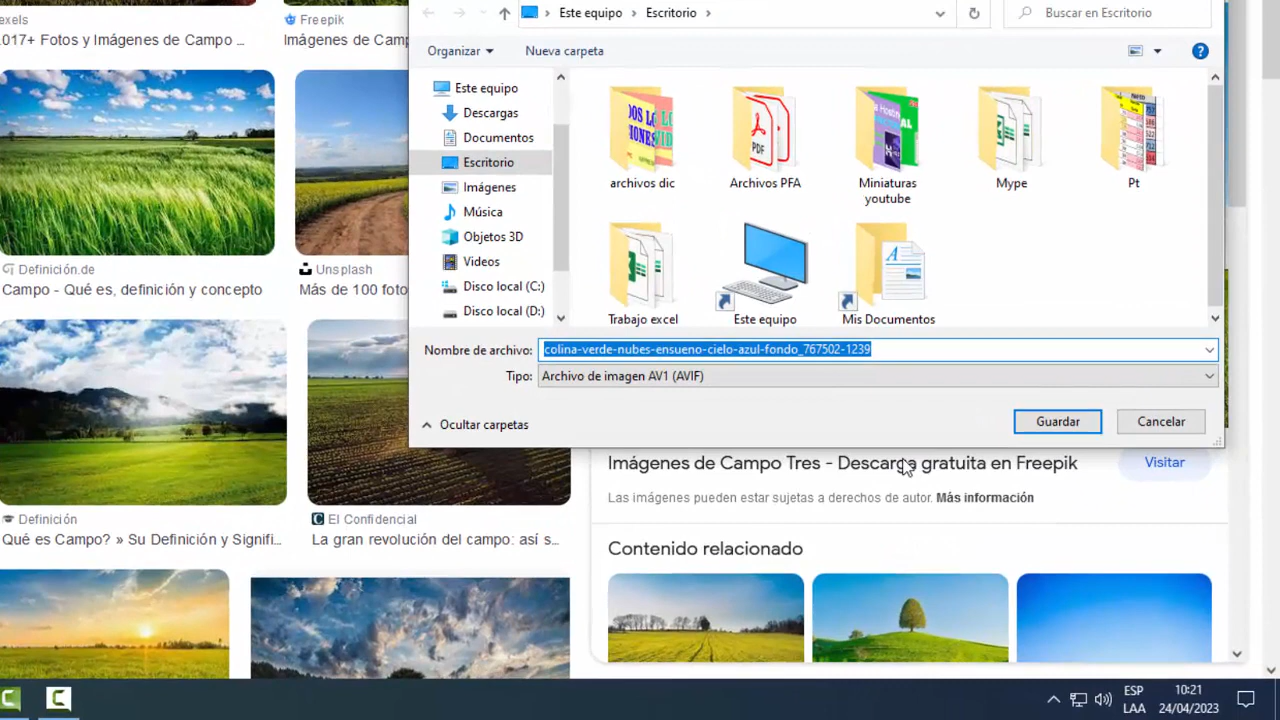 exels
2017+ Fotos y Imágenes de Campo ...
Freepik
Imágenes de Camp
Definición.de
Campo - Qué es, definición y concepto
Unsplash
Más de 100 foto
Definición
Qué es Campo? » Su Definición y Signifi...
El Confidencial
La gran revolución del campo: así s...
Este equipo
Escritorio
Buscar en Escritorio
Organizar
Nueva carpeta
Este equipo
Descargas
Documentos
Escritorio
Imágenes
Música
Objetos 3D
Videos
Disco local (C:)
Disco local (D:)
archivos dic
PDF
Archivos PFA
Miniaturas
youtube
Mype
Pt
Trabajo excel
Este equipo
Mis Documentos
Nombre de archivo:
colina-verde-nubes-ensueno-cielo-azul-fondo_767502-1239
Tipo:
Archivo de imagen AV1 (AVIF)
Ocultar carpetas
Guardar
Cancelar
Imágenes de Campo Tres - Descarga gratuita en Freepik
Visitar
Las imágenes pueden estar sujetas a derechos de autor. Más información
Contenido relacionado
ESP
LAA
10:21
24/04/2023